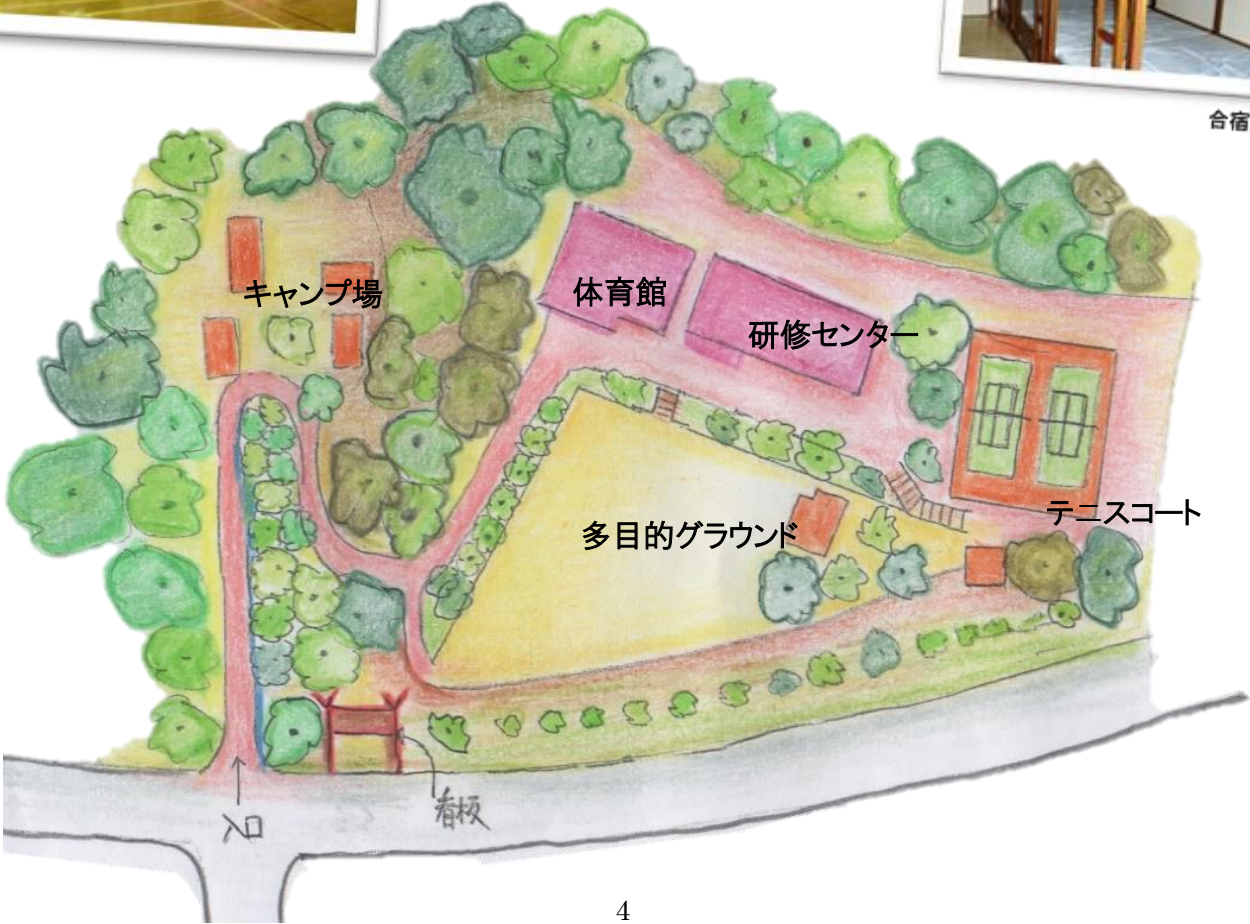 合宿
キャンプ場
体育館
研修センター
多目的グラウンド
テニスコート
入口
看板
4